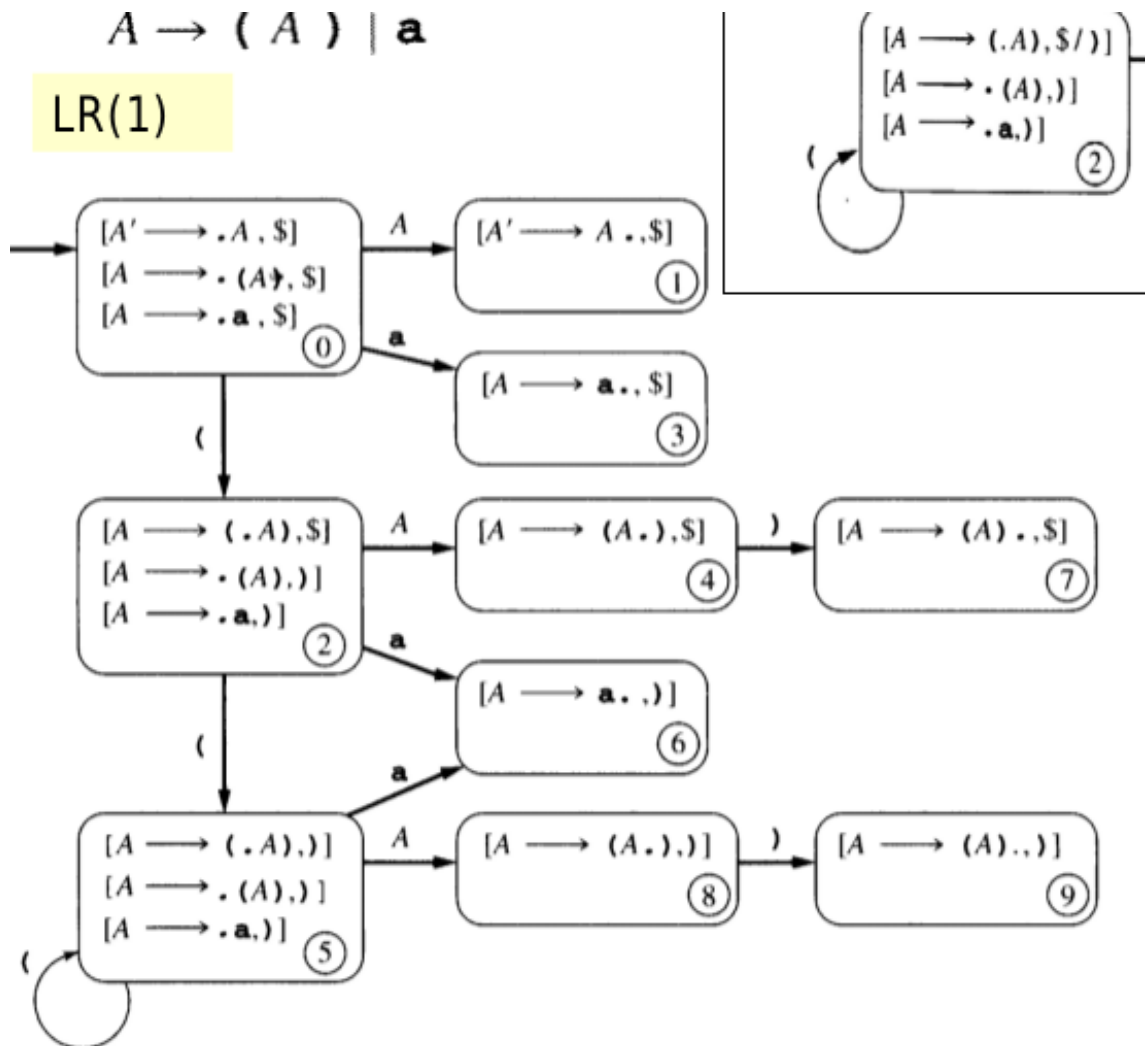 A → ( A ) | a
LR(1)
[A → (.A),$/)]
[A → .(A),)]
[A → .a,)]
2
(
[A' → .A,$]
[A → .(A),$]
[A → .a,$]
0
A
[A' → A.,$]
1
a
[A → a.,$]
3
(
[A → (.A),$]
[A → .(A),)]
[A → .a,)]
2
A
[A → (A.),$]
4
)
[A → (A).,$]
7
a
[A → a.,)]
6
(
a
[A → (.A),)]
[A → .(A),)]
[A → .a,)]
5
A
[A → (A.),)]
8
)
[A → (A).,)]
9
(